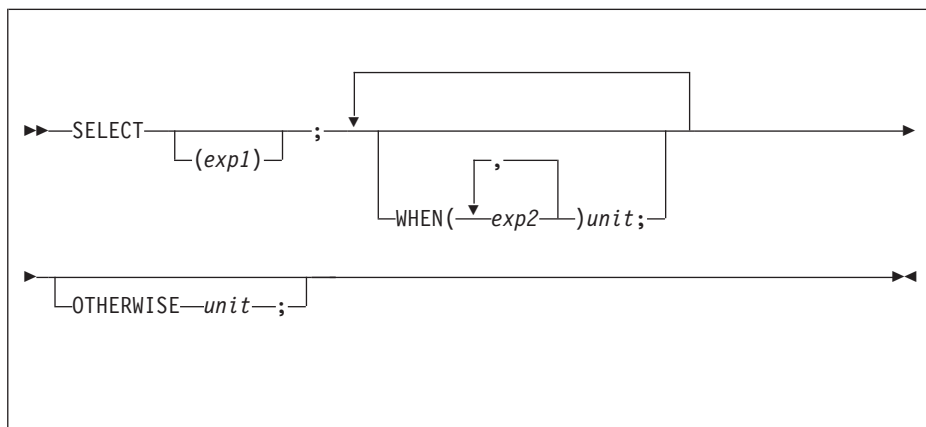 SELECT ;
(exp1)
,
WHEN( exp2 )unit;
OTHERWISE unit ;